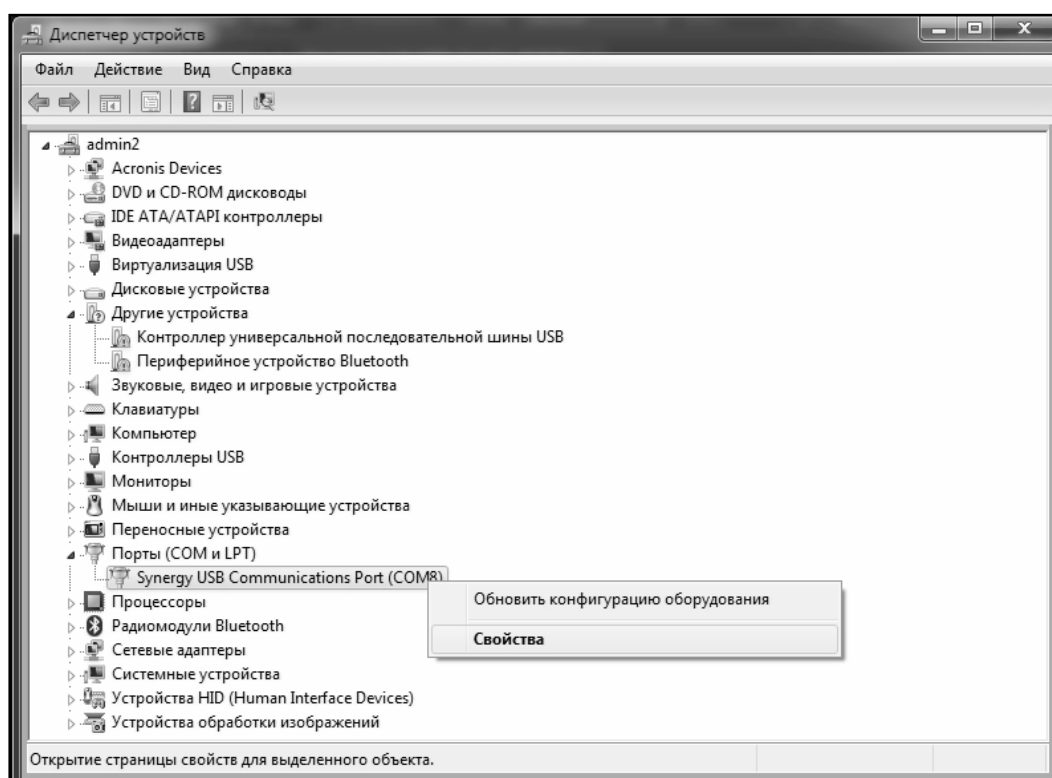 Диспетчер устройств
Файл Действие Вид Справка
admin2
Acronis Devices
DVD и CD-ROM дисководы
IDE ATA/ATAPI контроллеры
Видеоадаптеры
Виртуализация USB
Дисковые устройства
Другие устройства
Контроллер универсальной последовательной шины USB
Периферийное устройство Bluetooth
Звуковые, видео и игровые устройства
Клавиатуры
Компьютер
Контроллеры USB
Мониторы
Мыши и иные указывающие устройства
Переносные устройства
Порты (COM и LPT)
Synergy USB Communications Port (COM8)
Обновить конфигурацию оборудования
Свойства
Процессоры
Радиомодули Bluetooth
Сетевые адаптеры
Системные устройства
Устройства HID (Human Interface Devices)
Устройства обработки изображений
Открытие страницы свойств для выделенного объекта.